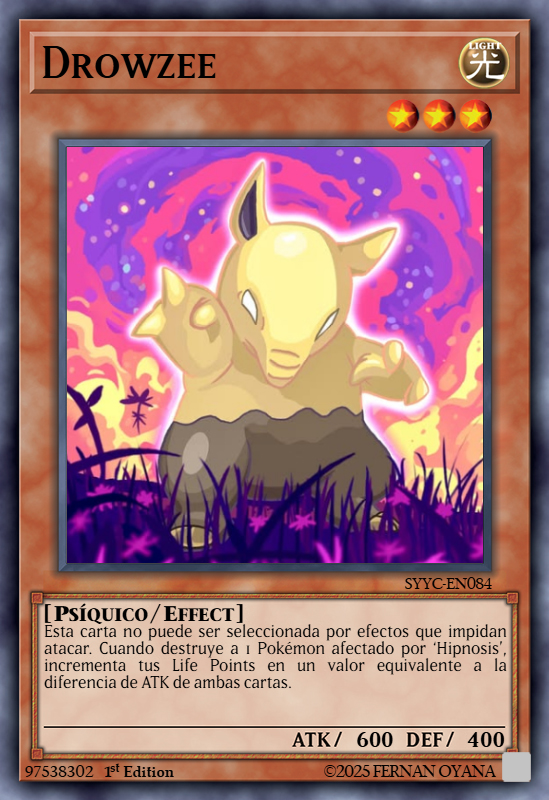 Drowzee
LIGHT
光
SYYC-EN084
[Psíquico/Effect]
Esta carta no puede ser seleccionada por efectos que impidan
atacar. Cuando destruye a 1 Pokémon afectado por ‘Hipnosis’,
incrementa tus Life Points en un valor equivalente a la
diferencia de ATK de ambas cartas.
ATK/ 600 DEF/ 400
97538302 1st Edition ©2025 FERNAN OYANA